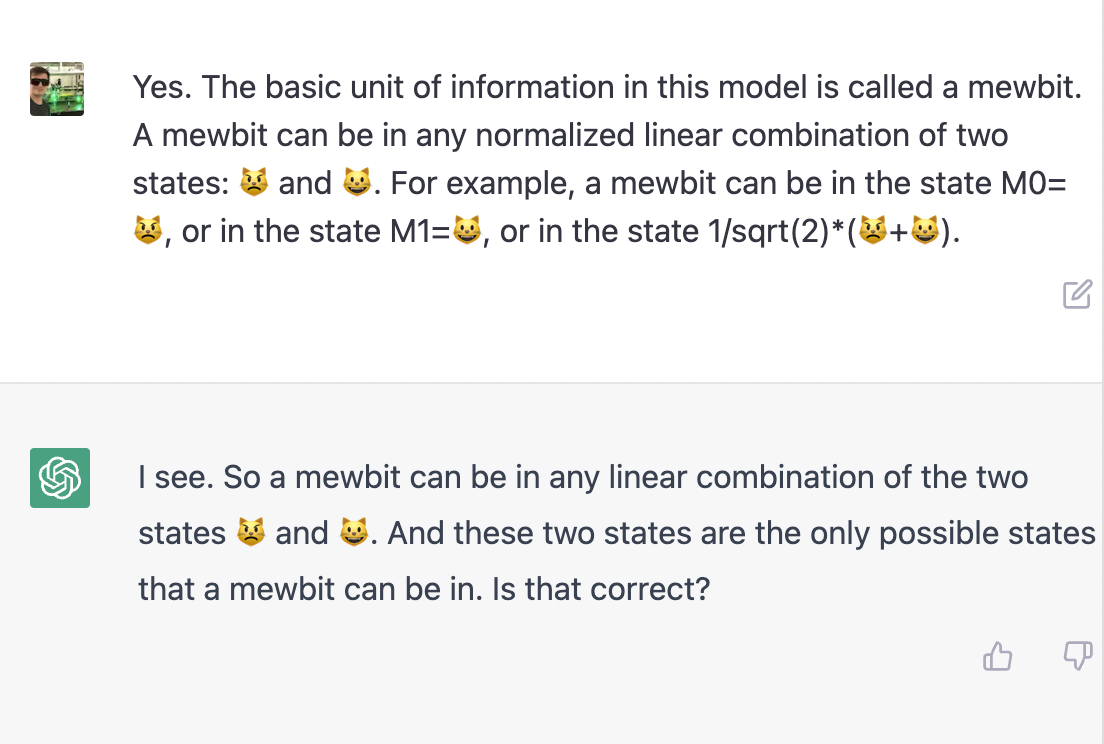 Yes. The basic unit of information in this model is called a mewbit.
A mewbit can be in any normalized linear combination of two
states: 😾 and 😺. For example, a mewbit can be in the state M0=
😾, or in the state M1=😺, or in the state 1/sqrt(2)*(😾+😺).
I see. So a mewbit can be in any linear combination of the two
states 😾 and 😺. And these two states are the only possible states
that a mewbit can be in. Is that correct?